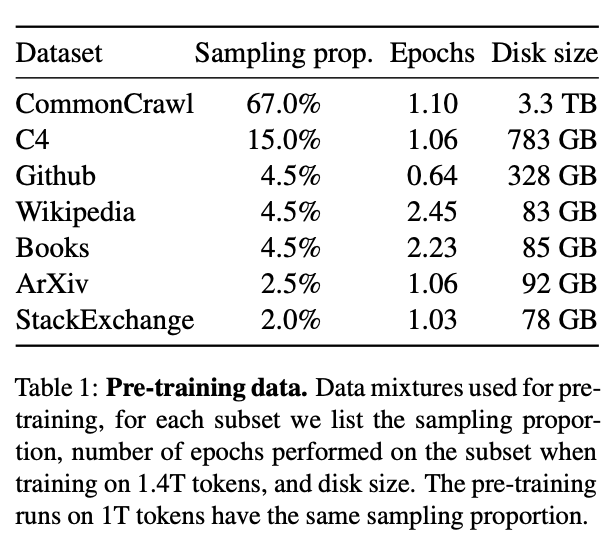 Dataset Sampling prop. Epochs Disk size
CommonCrawl 67.0% 1.10 3.3 TB
C4 15.0% 1.06 783 GB
Github 4.5% 0.64 328 GB
Wikipedia 4.5% 2.45 83 GB
Books 4.5% 2.23 85 GB
ArXiv 2.5% 1.06 92 GB
StackExchange 2.0% 1.03 78 GB
Table 1: Pre-training data. Data mixtures used for pre-
training, for each subset we list the sampling propor-
tion, number of epochs performed on the subset when
training on 1.4T tokens, and disk size. The pre-training
runs on 1T tokens have the same sampling proportion.